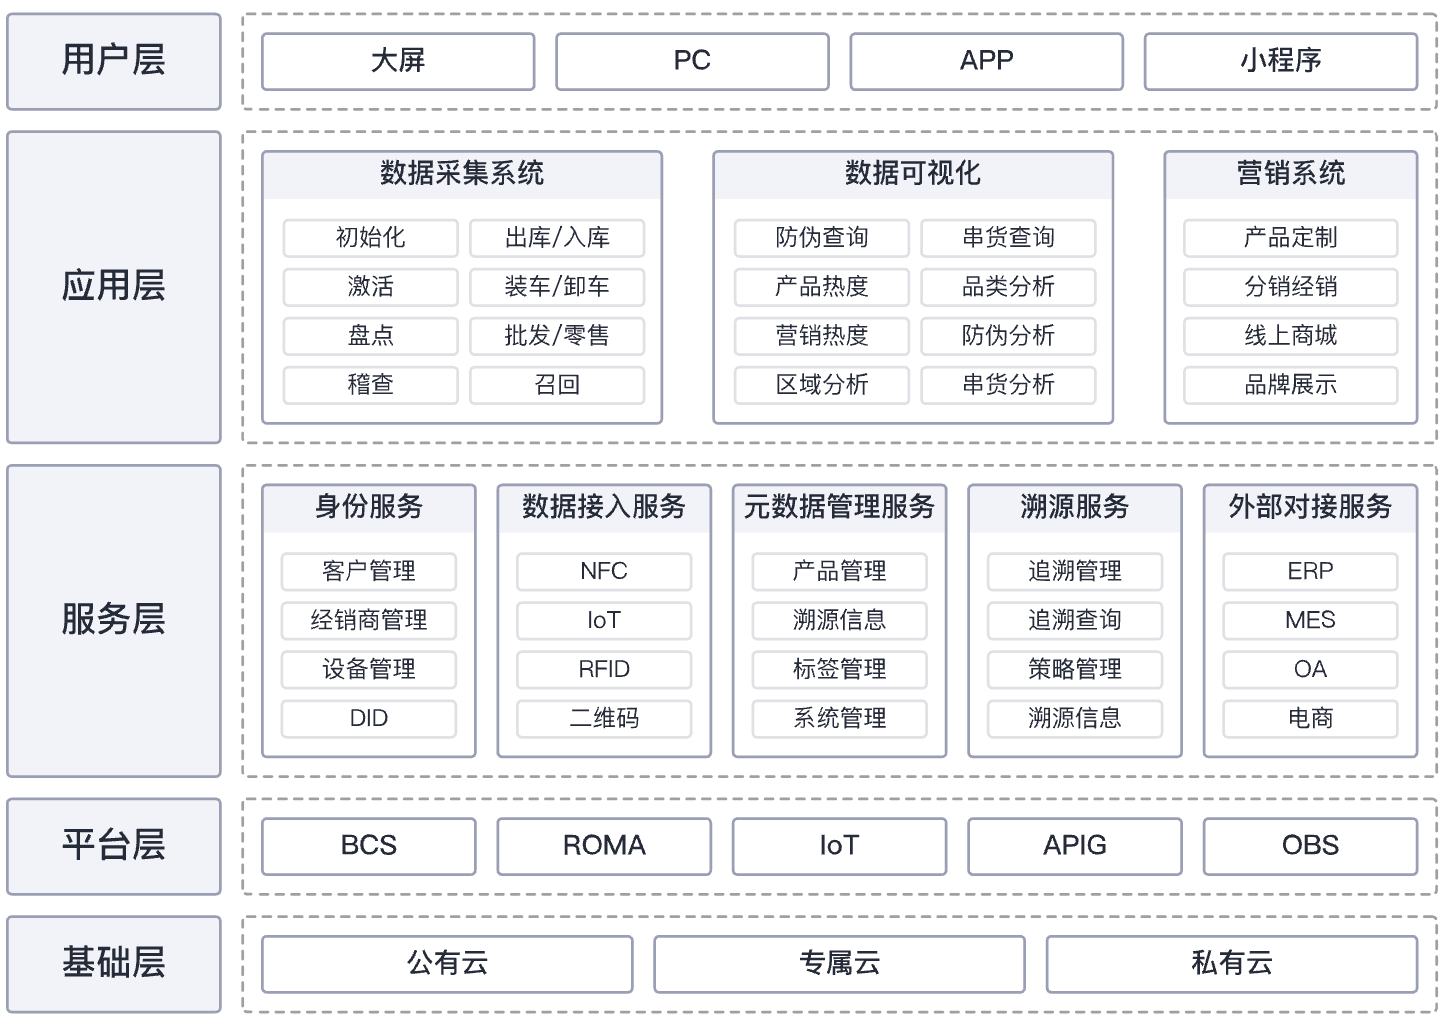 用户层
大屏
PC
APP
小程序
应用层
数据采集系统
初始化
出库/入库
激活
装车/卸车
盘点
批发/零售
稽查
召回
数据可视化
防伪查询
串货查询
产品热度
品类分析
营销热度
防伪分析
区域分析
串货分析
营销系统
产品定制
分销经销
线上商城
品牌展示
服务层
身份服务
客户管理
经销商管理
设备管理
DID
数据接入服务
NFC
IoT
RFID
二维码
元数据管理服务
产品管理
溯源信息
标签管理
系统管理
溯源服务
追溯管理
追溯查询
策略管理
溯源信息
外部对接服务
ERP
MES
OA
电商
平台层
BCS
ROMA
IoT
APIG
OBS
基础层
公有云
专属云
私有云